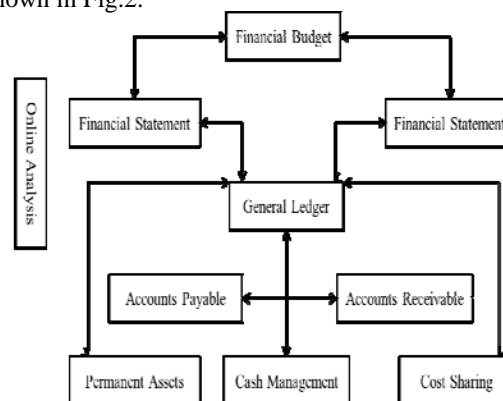 nown in Fig.2.
Financial Budget
Online Analysis
Financial Statement
Financial Statement
General Ledger
Accounts Payable
Accounts Receivable
Permanent Assets
Cash Management
Cost Sharing